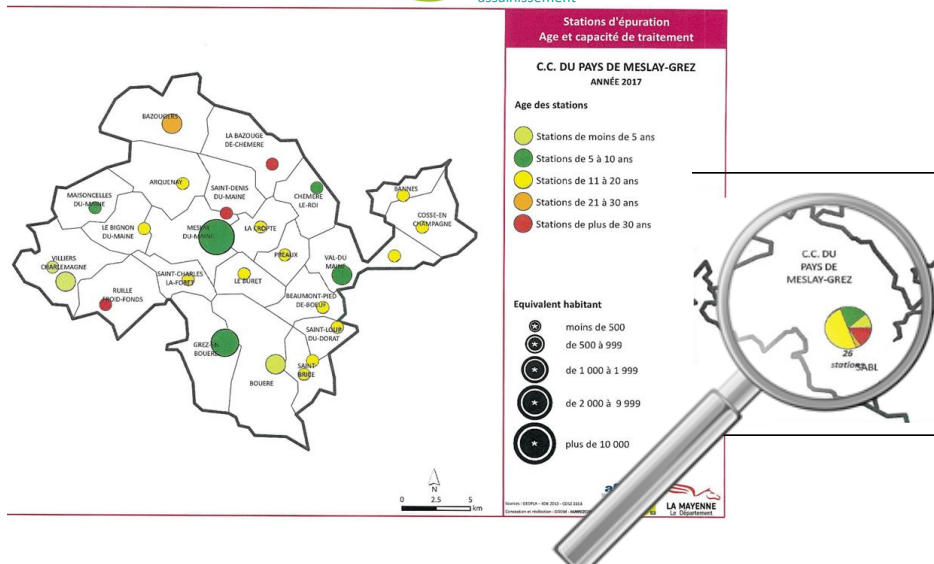 assainissement
Stations d'épuration
Age et capacité de traitement
C.C. DU PAYS DE MESLAY-GREZ
ANNÉE 2017
Age des stations
Stations de moins de 5 ans
Stations de 5 à 10 ans
Stations de 11 à 20 ans
Stations de 21 à 30 ans
Stations de plus de 30 ans
Equivalent habitant
moins de 500
de 500 à 999
de 1 000 à 1 999
de 2 000 à 9 999
plus de 10 000
BAZOUGERS
LA BAZOUGE
DE-CHEMERE
ARQUENAY
SAINT-DENIS
DU-MAINE
CHEMERE
LE-ROI
MAISONCELLES
DU-MAINE
BANNES
COSSE-EN
CHAMPAGNE
LE BIGNON
DU-MAINE
MESLAY
DU-MAINE
LA CROPTE
PREAUX
VAL-DU
MAINE
VILLIERS
CHARLEMAGNE
SAINT-CHARLES
LA-FORET
LE BURET
RUILLE
FROID-FONDS
BEAUMONT-PIED
DE-BOEUF
SAINT-LOUP
DU-DORAT
GREZ-EN
BOUERE
BOUERE
SAINT
BRICE
N
0 2.5 5
km
LA MAYENNE
Le Département
C.C. DU
PAYS DE
MESLAY-GREZ
26
stations
SABL